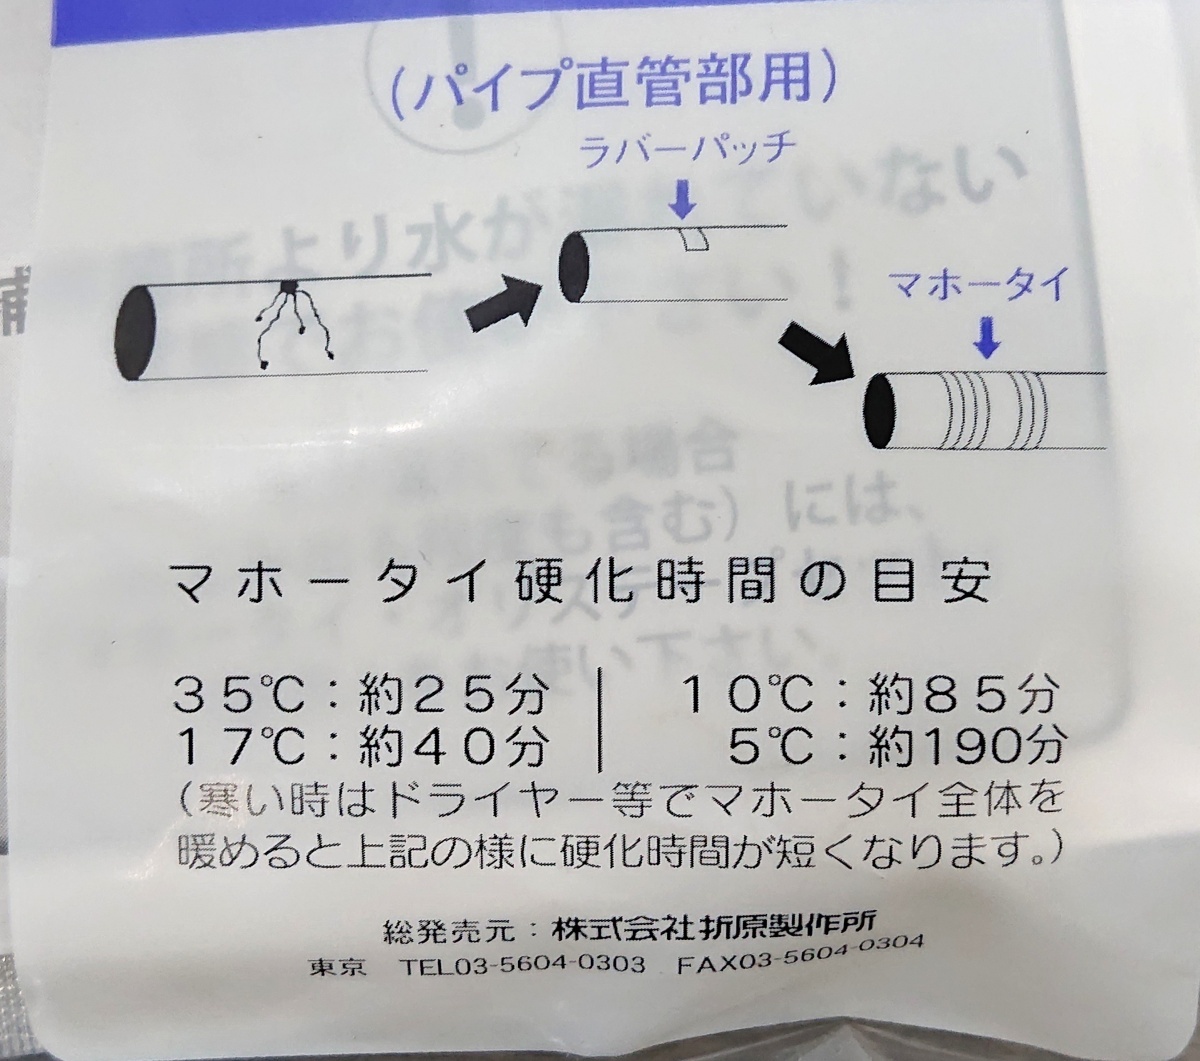 (パイプ直管部用)
ラバーパッチ
マホータイ
マホータイ硬化時間の目安
35℃：約25分
10℃：約85分
17℃：約40分
5℃：約190分
(寒い時はドライヤー等でマホータイ全体を
暖めると上記の様に硬化時間が短くなります。)
総発売元：株式会社折原製作所
東京 TEL03-5604-0303 FAX03-5604-0304